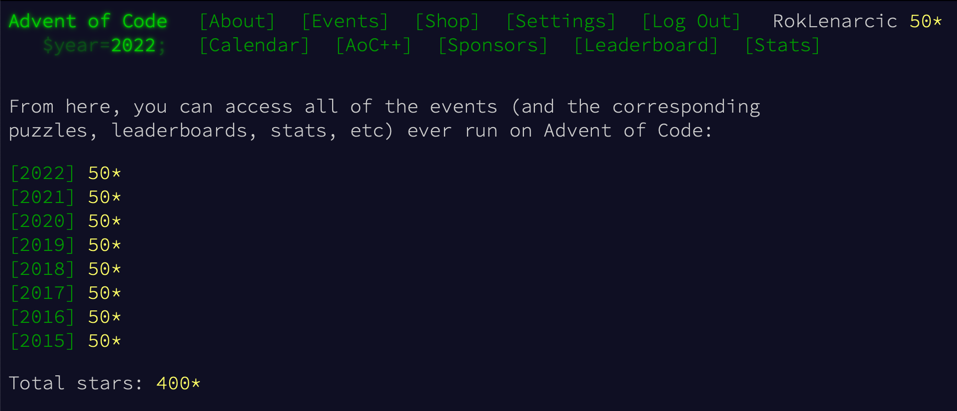 Advent of Code [About] [Events] [Shop] [Settings] [Log Out] RokLenarcic 50*
$year=2022; [Calendar] [AoC++] [Sponsors] [Leaderboard] [Stats]
From here, you can access all of the events (and the corresponding
puzzles, leaderboards, stats, etc) ever run on Advent of Code:
[2022] 50*
[2021] 50*
[2020] 50*
[2019] 50*
[2018] 50*
[2017] 50*
[2016] 50*
[2015] 50*
Total stars: 400*